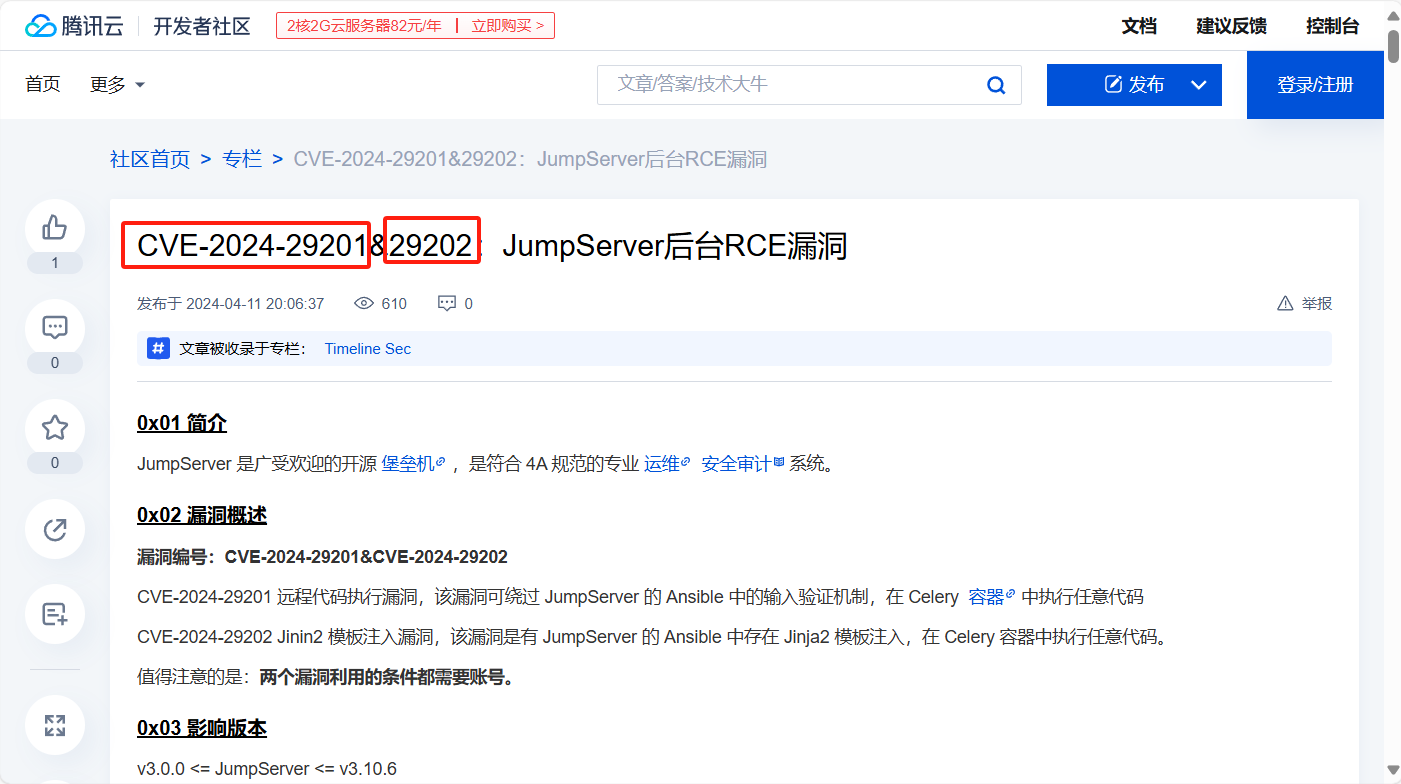 腾讯云 开发者社区 2核2G云服务器82元/年 立即购买 > 文档 建议反馈 控制台
首页 更多 文章/答案/技术大牛 发布 登录/注册
社区首页 > 专栏 > CVE-2024-29201&29202：JumpServer后台RCE漏洞
1
0
0
CVE-2024-29201&29202：JumpServer后台RCE漏洞
发布于 2024-04-11 20:06:37 610 0 举报
# 文章被收录于专栏： Timeline Sec
0x01 简介
JumpServer 是广受欢迎的开源 堡垒机 ，是符合 4A 规范的专业 运维 安全审计 系统。
0x02 漏洞概述
漏洞编号：CVE-2024-29201&CVE-2024-29202
CVE-2024-29201 远程代码执行漏洞，该漏洞可绕过 JumpServer 的 Ansible 中的输入验证机制，在 Celery 容器 中执行任意代码
CVE-2024-29202 Jinin2 模板注入漏洞，该漏洞是有 JumpServer 的 Ansible 中存在 Jinja2 模板注入，在 Celery 容器中执行任意代码。
值得注意的是：两个漏洞利用的条件都需要账号。
0x03 影响版本
v3.0.0 <= JumpServer <= v3.10.6